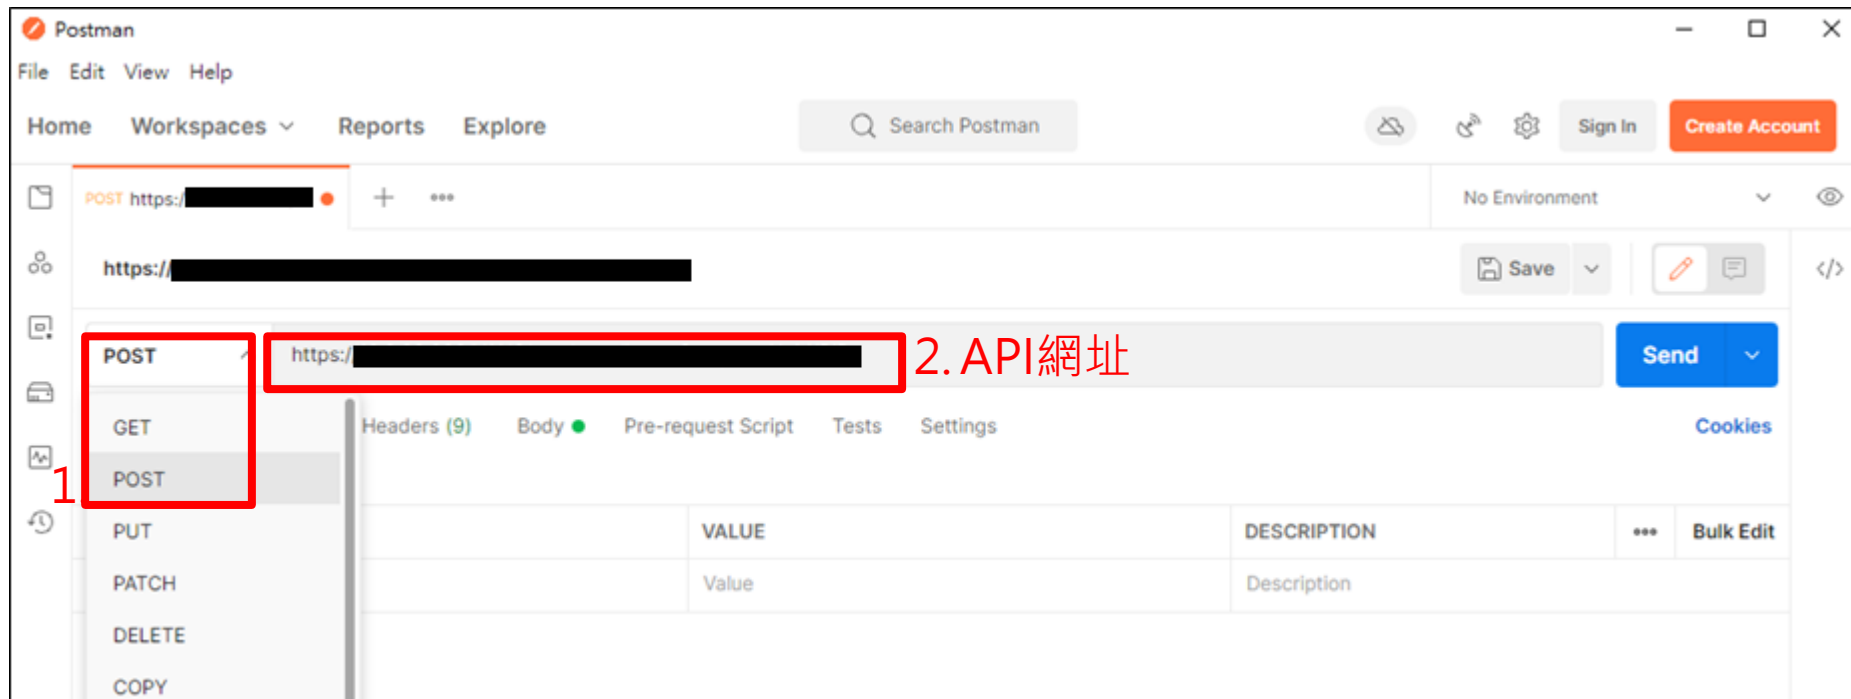 Postman
File Edit View Help
Home Workspaces Reports Explore Search Postman Sign In Create Account
POST https:/ No Environment
https:// Save
POST https:/ 2. API網址 Send
GET Headers (9) Body Pre-request Script Tests Settings Cookies
1 POST
PUT VALUE DESCRIPTION Bulk Edit
PATCH Value Description
DELETE
COPY